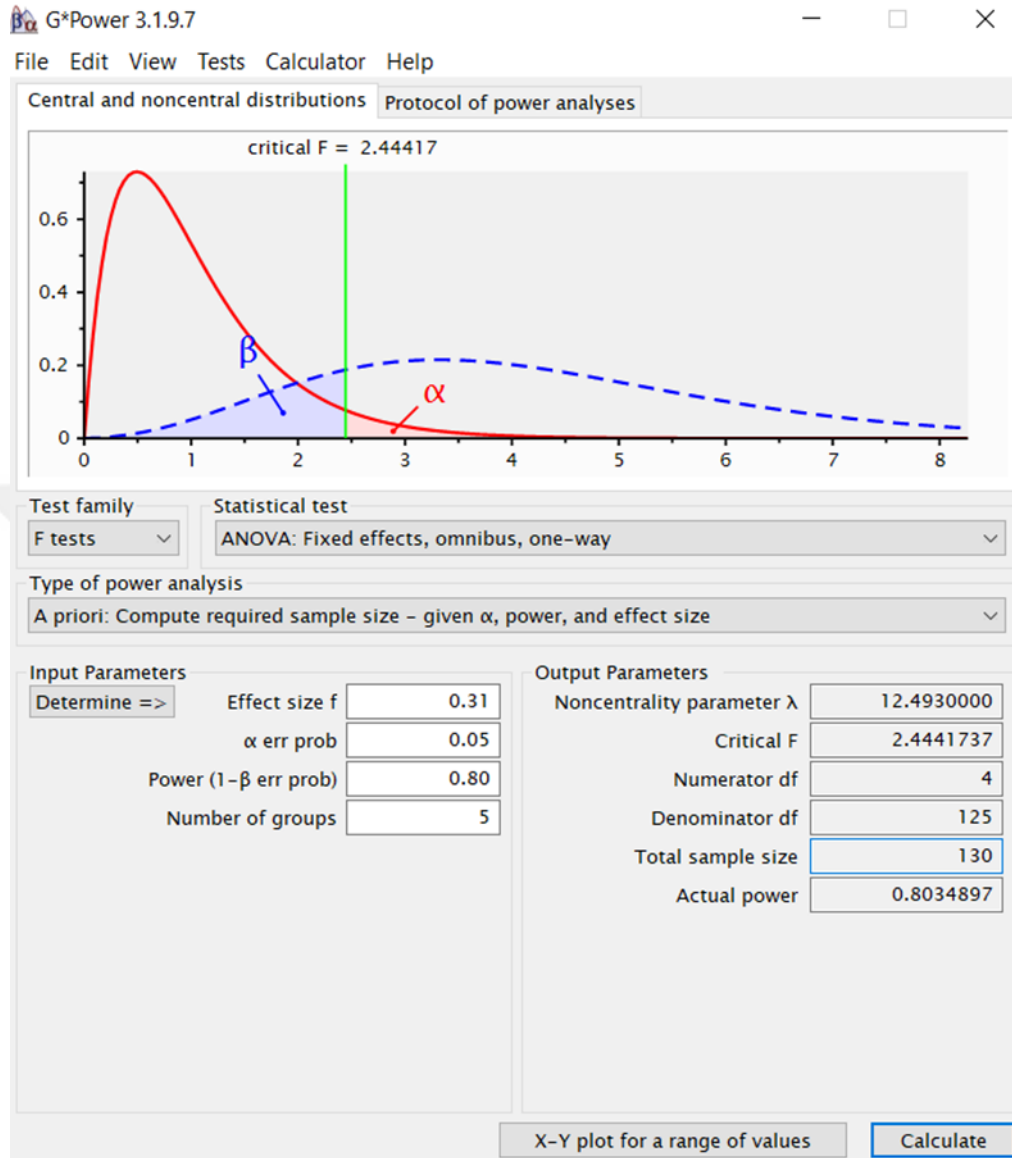 G*Power 3.1.9.7
File Edit View Tests Calculator Help
Central and noncentral distributions Protocol of power analyses
critical F = 2.44417
0.6
0.4
0.2
0
β
α
0 1 2 3 4 5 6 7 8
Test family Statistical test
F tests ANOVA: Fixed effects, omnibus, one-way
Type of power analysis
A priori: Compute required sample size – given α, power, and effect size
Input Parameters Output Parameters
Determine => Effect size f 0.31 Noncentrality parameter λ 12.4930000
α err prob 0.05 Critical F 2.4441737
Power (1-β err prob) 0.80 Numerator df 4
Number of groups 5 Denominator df 125
Total sample size 130
Actual power 0.8034897
X-Y plot for a range of values Calculate